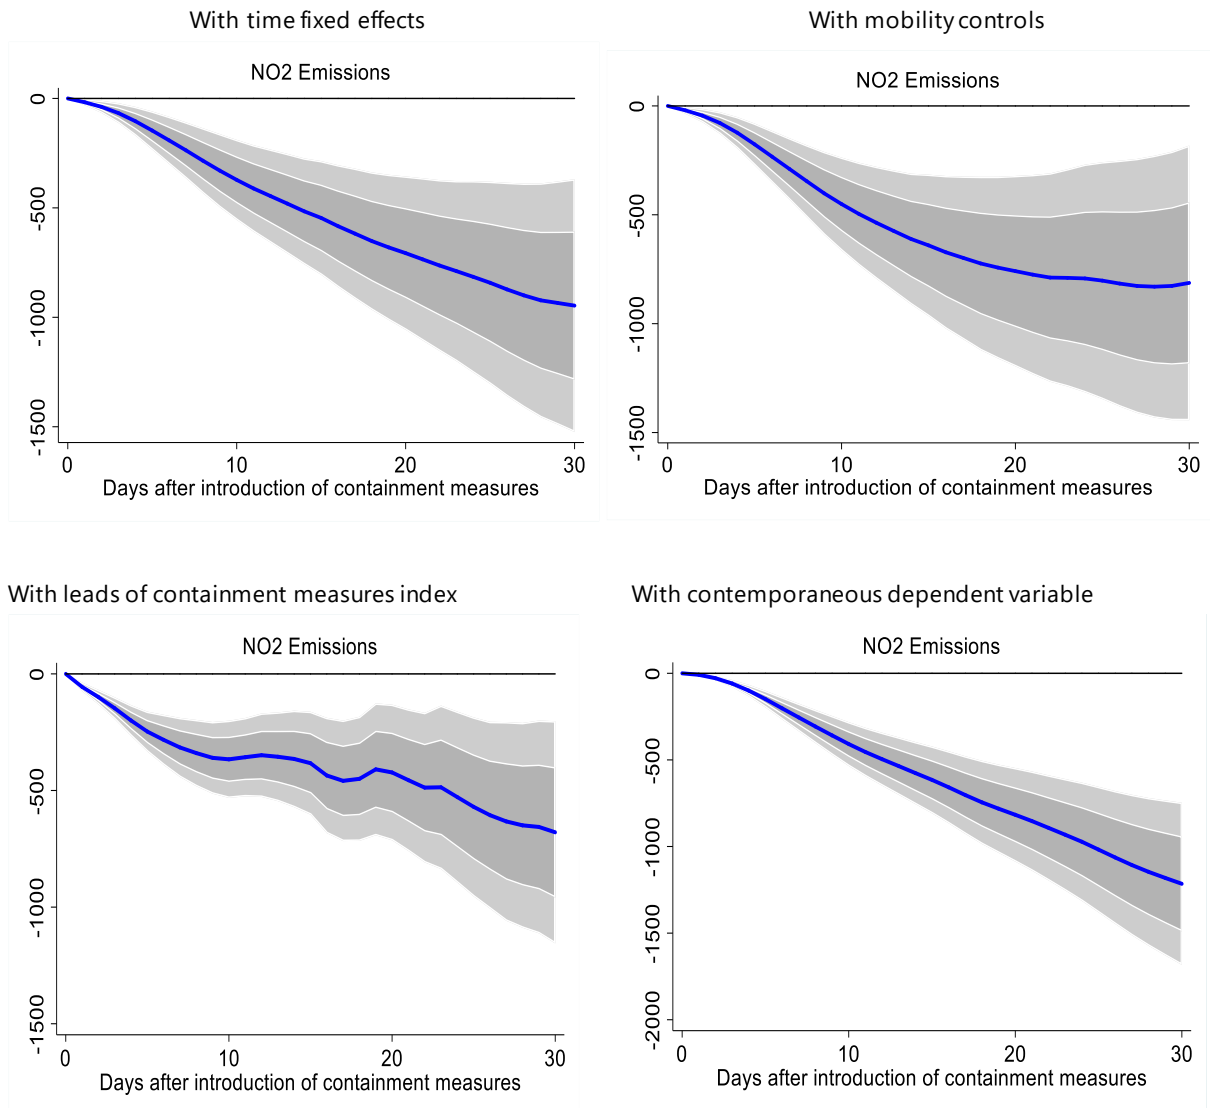 With time fixed effects
NO2 Emissions
0
-500
-1000
-1500
0 10 20 30
Days after introduction of containment measures
With mobility controls
NO2 Emissions
0
-500
-1000
-1500
0 10 20 30
Days after introduction of containment measures
With leads of containment measures index
NO2 Emissions
0
-500
-1000
-1500
0 10 20 30
Days after introduction of containment measures
With contemporaneous dependent variable
NO2 Emissions
0
-500
-1000
-1500
-2000
0 10 20 30
Days after introduction of containment measures